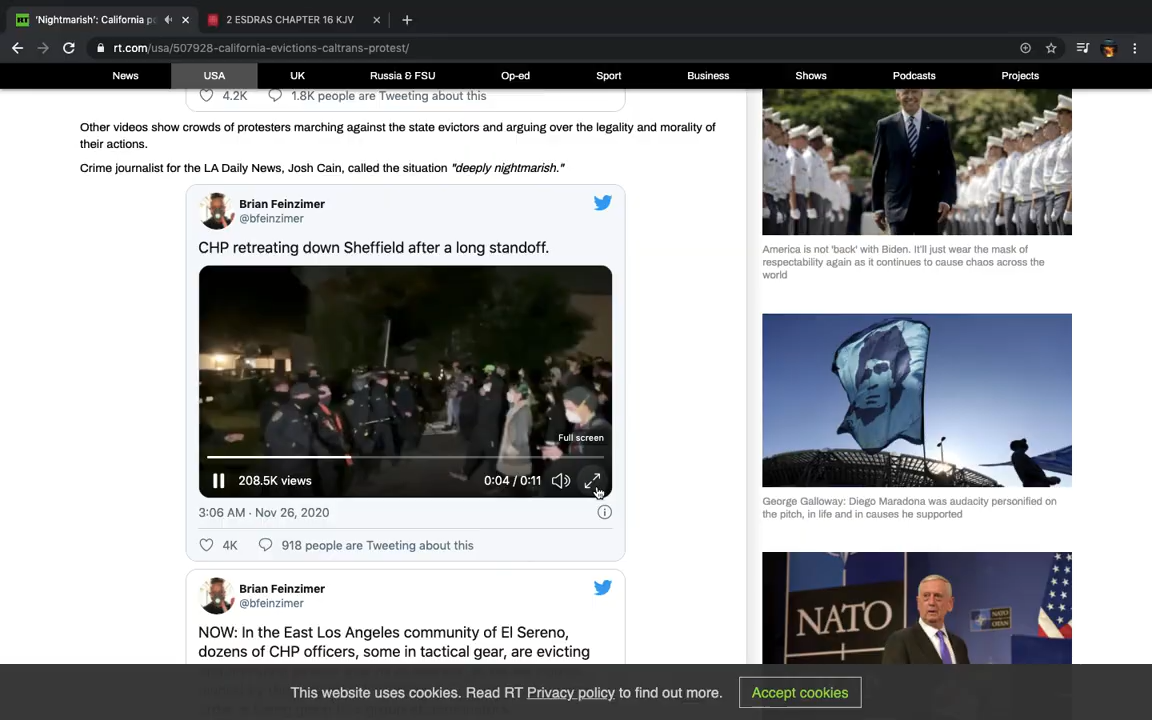 'Nightmarish': California po
2 ESDRAS CHAPTER 16 KJV
rt.com/usa/507928-california-evictions-caltrans-protest/
News USA UK Russia & FSU Op-ed Sport Business Shows Podcasts Projects
4.2K 1.8K people are Tweeting about this
Other videos show crowds of protesters marching against the state evictors and arguing over the legality and morality of
their actions.
Crime journalist for the LA Daily News, Josh Cain, called the situation "deeply nightmarish."
Brian Feinzimer
@bfeinzimer
CHP retreating down Sheffield after a long standoff.
Full screen
208.5K views 0:04 / 0:11
3:06 AM · Nov 26, 2020
4K 918 people are Tweeting about this
Brian Feinzimer
@bfeinzimer
NOW: In the East Los Angeles community of El Sereno,
dozens of CHP officers, some in tactical gear, are evicting
America is not 'back' with Biden. It'll just wear the mask of
respectability again as it continues to cause chaos across the
world
George Galloway: Diego Maradona was audacity personified on
the pitch, in life and in causes he supported
NATO
NATO
OTAN
This website uses cookies. Read RT Privacy policy to find out more. Accept cookies